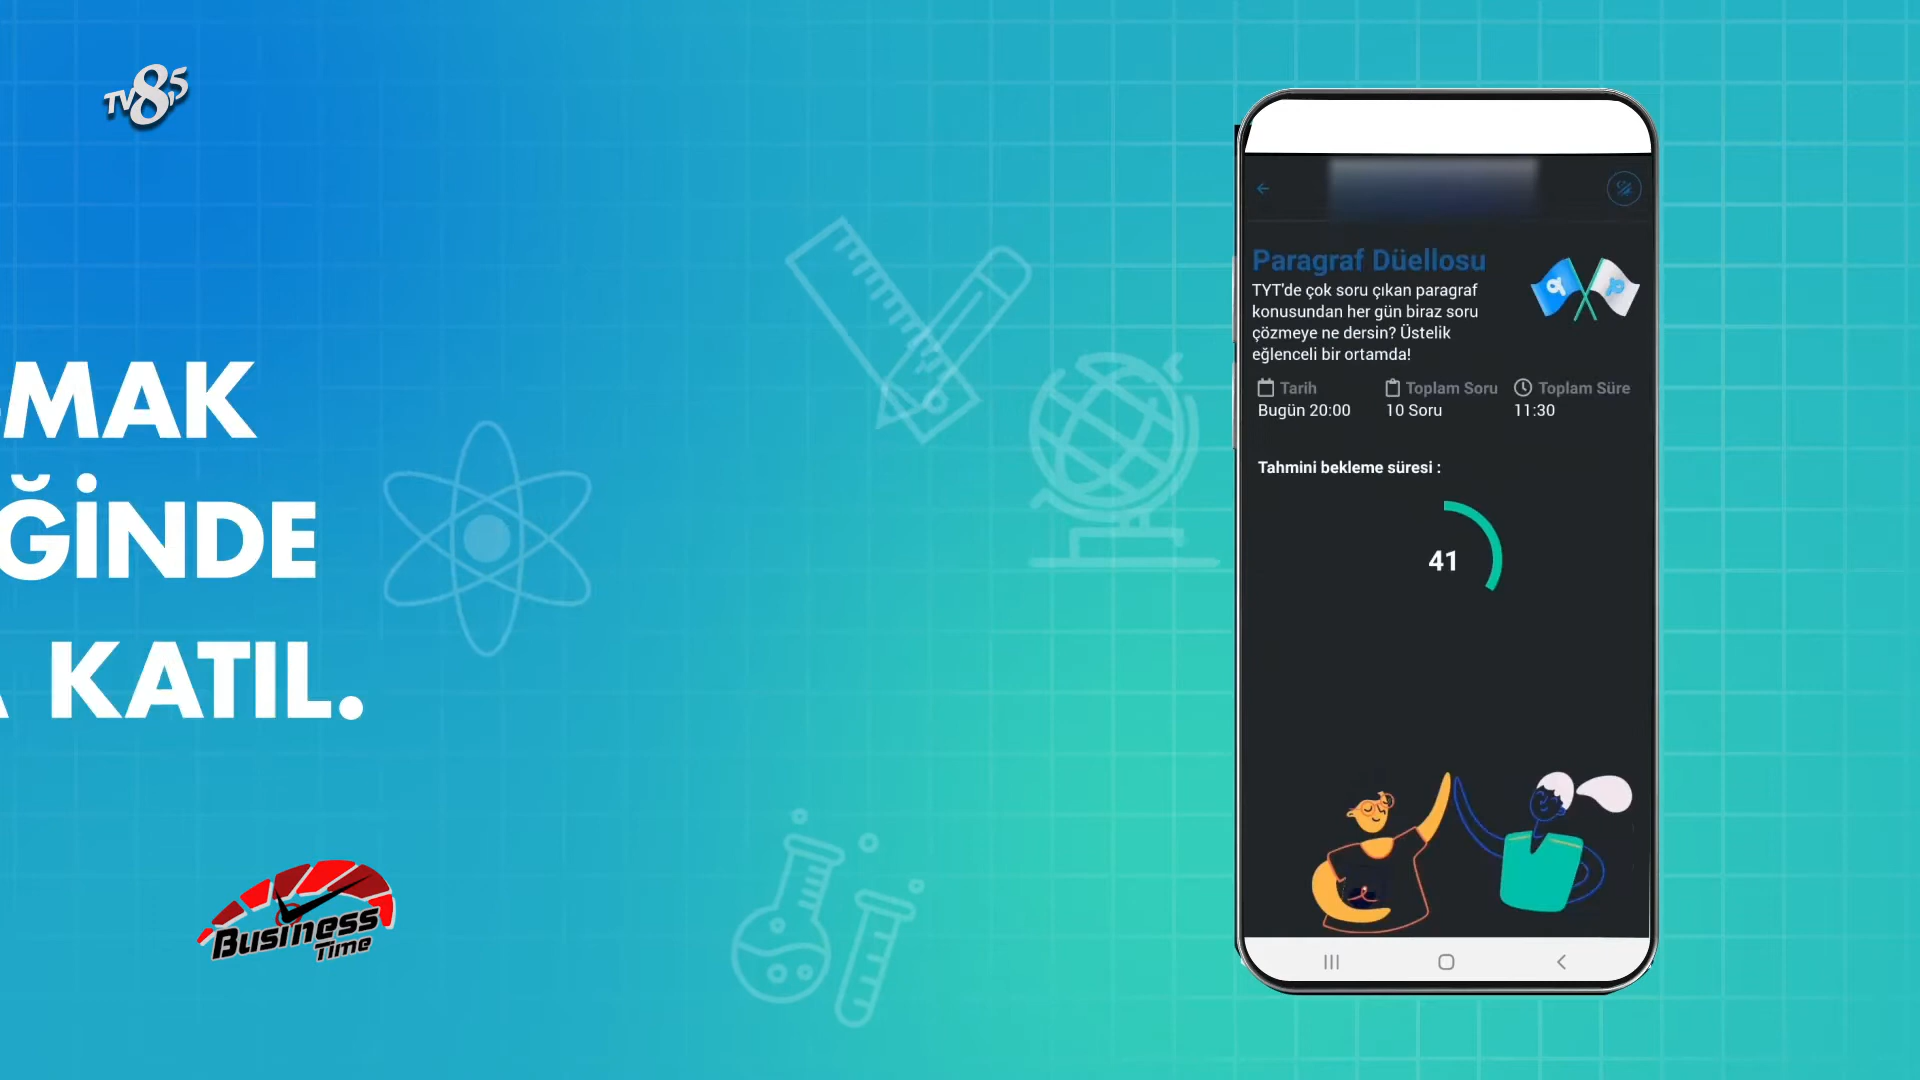 TV8,5
MAK
ĞİNDE
KATIL.
Business
Time
Paragraf Düellosu
TYT'de çok soru çıkan paragraf
konusundan her gün biraz soru
çözmeye ne dersin? Üstelik
eğlenceli bir ortamda!
Tarih
Toplam Soru
Toplam Süre
Bugün 20:00
10 Soru
11:30
Tahmini bekleme süresi :
41